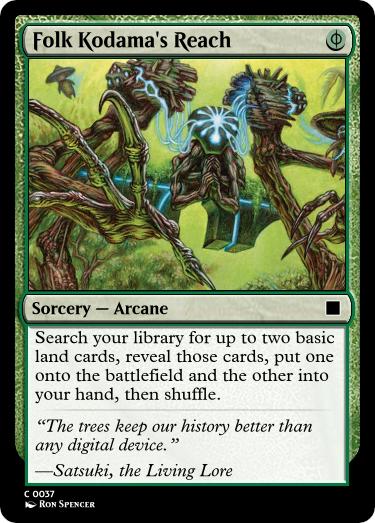 Folk Kodama's Reach
Sorcery — Arcane
Search your library for up to two basic
land cards, reveal those cards, put one
onto the battlefield and the other into
your hand, then shuffle.
“The trees keep our history better than
any digital device.”
—Satsuki, the Living Lore
C 0037
Ron Spencer